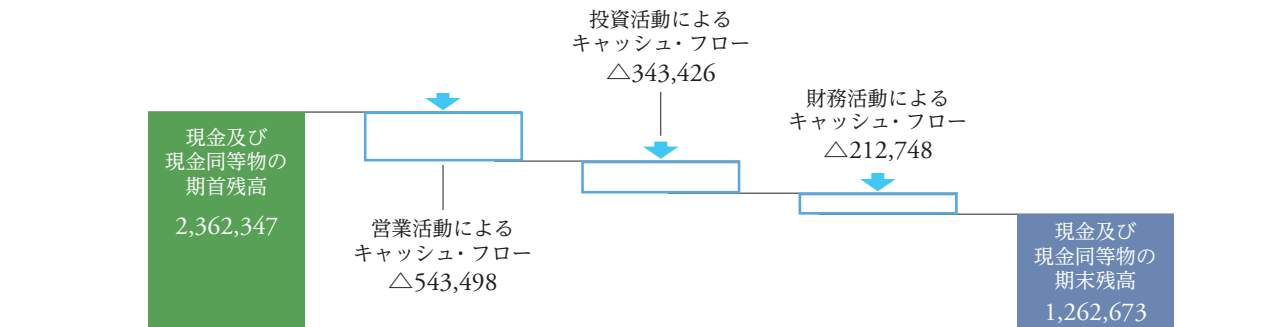 投資活動による
キャッシュ・フロー
△343,426
財務活動による
キャッシュ・フロー
△212,748
現金及び
現金同等物の
期首残高
2,362,347
営業活動による
キャッシュ・フロー
△543,498
現金及び
現金同等物の
期末残高
1,262,673